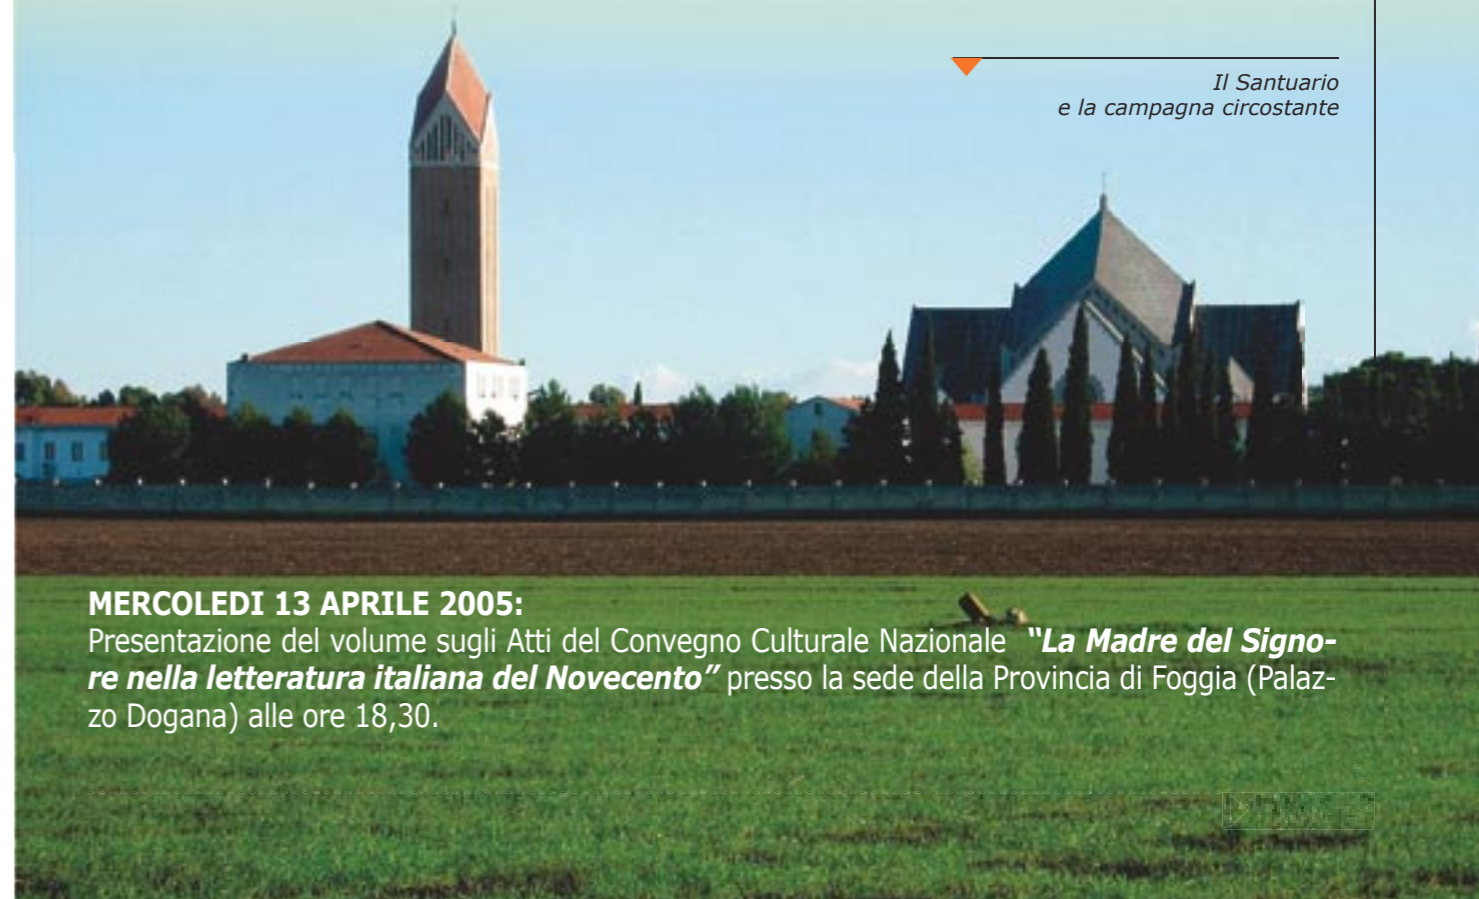 Il Santuario
e la campagna circostante
MERCOLEDI 13 APRILE 2005:
Presentazione del volume sugli Atti del Convegno Culturale Nazionale “La Madre del Signo-
re nella letteratura italiana del Novecento” presso la sede della Provincia di Foggia (Palaz-
zo Dogana) alle ore 18,30.